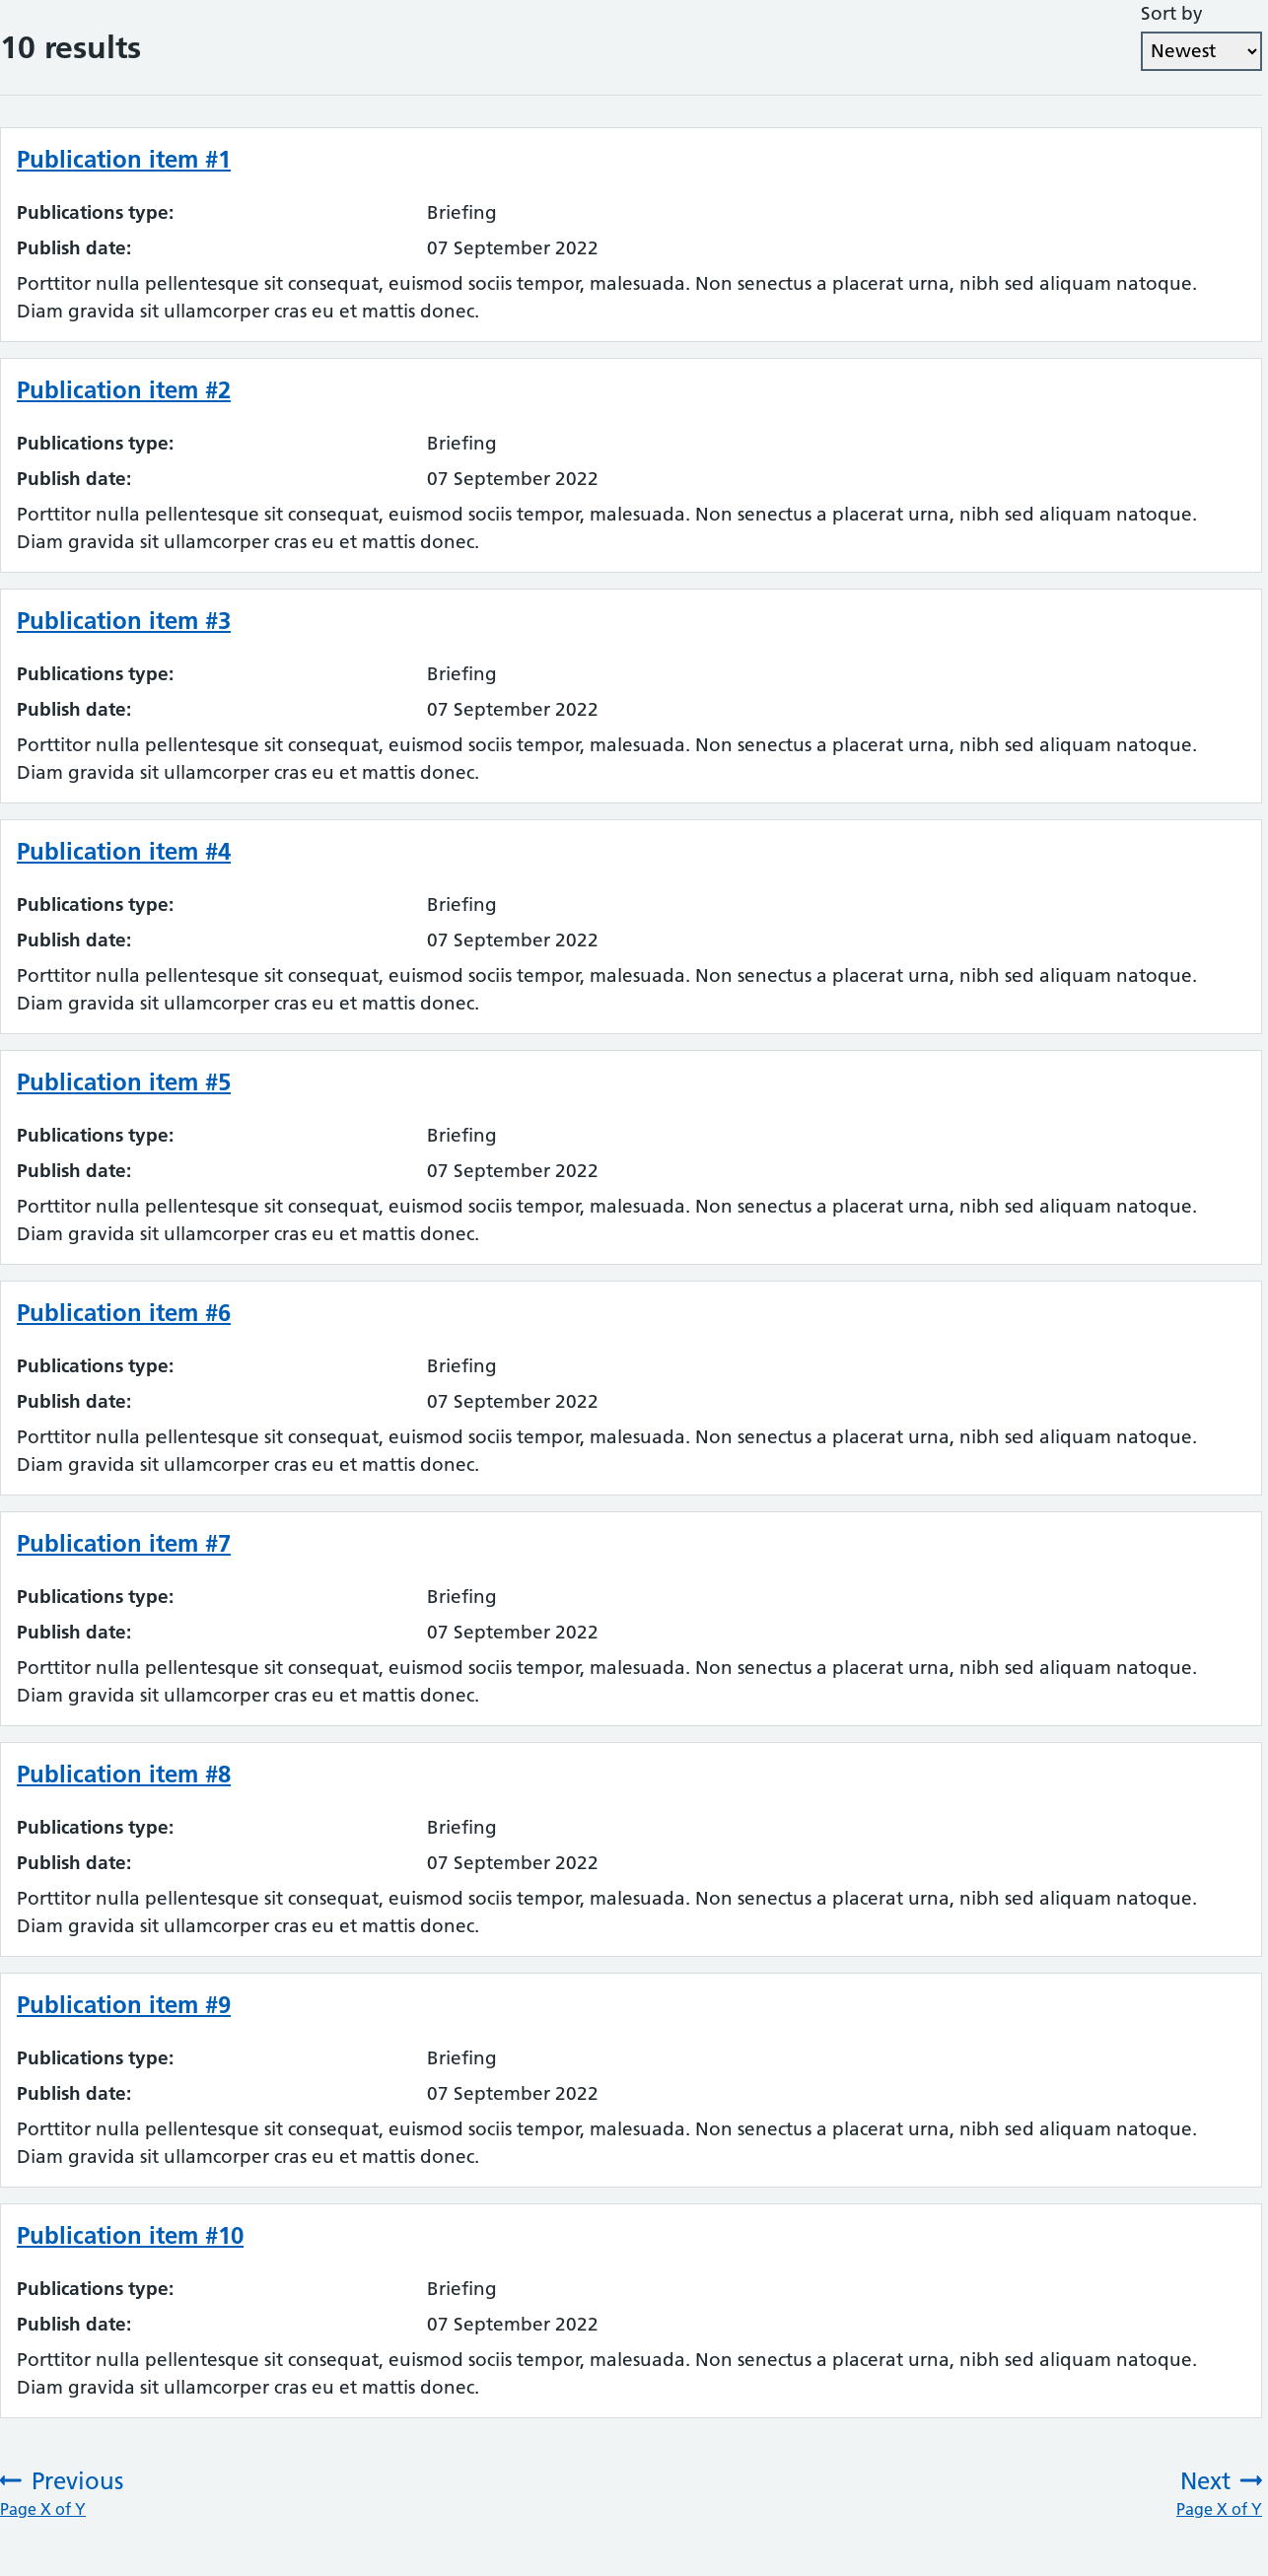 Sort by
10 results
Newest
Publication item #1
Publications type: Briefing
Publish date: 07 September 2022
Porttitor nulla pellentesque sit consequat, euismod sociis tempor, malesuada. Non senectus a placerat urna, nibh sed aliquam natoque.
Diam gravida sit ullamcorper cras eu et mattis donec.
Publication item #2
Publications type: Briefing
Publish date: 07 September 2022
Porttitor nulla pellentesque sit consequat, euismod sociis tempor, malesuada. Non senectus a placerat urna, nibh sed aliquam natoque.
Diam gravida sit ullamcorper cras eu et mattis donec.
Publication item #3
Publications type: Briefing
Publish date: 07 September 2022
Porttitor nulla pellentesque sit consequat, euismod sociis tempor, malesuada. Non senectus a placerat urna, nibh sed aliquam natoque.
Diam gravida sit ullamcorper cras eu et mattis donec.
Publication item #4
Publications type: Briefing
Publish date: 07 September 2022
Porttitor nulla pellentesque sit consequat, euismod sociis tempor, malesuada. Non senectus a placerat urna, nibh sed aliquam natoque.
Diam gravida sit ullamcorper cras eu et mattis donec.
Publication item #5
Publications type: Briefing
Publish date: 07 September 2022
Porttitor nulla pellentesque sit consequat, euismod sociis tempor, malesuada. Non senectus a placerat urna, nibh sed aliquam natoque.
Diam gravida sit ullamcorper cras eu et mattis donec.
Publication item #6
Publications type: Briefing
Publish date: 07 September 2022
Porttitor nulla pellentesque sit consequat, euismod sociis tempor, malesuada. Non senectus a placerat urna, nibh sed aliquam natoque.
Diam gravida sit ullamcorper cras eu et mattis donec.
Publication item #7
Publications type: Briefing
Publish date: 07 September 2022
Porttitor nulla pellentesque sit consequat, euismod sociis tempor, malesuada. Non senectus a placerat urna, nibh sed aliquam natoque.
Diam gravida sit ullamcorper cras eu et mattis donec.
Publication item #8
Publications type: Briefing
Publish date: 07 September 2022
Porttitor nulla pellentesque sit consequat, euismod sociis tempor, malesuada. Non senectus a placerat urna, nibh sed aliquam natoque.
Diam gravida sit ullamcorper cras eu et mattis donec.
Publication item #9
Publications type: Briefing
Publish date: 07 September 2022
Porttitor nulla pellentesque sit consequat, euismod sociis tempor, malesuada. Non senectus a placerat urna, nibh sed aliquam natoque.
Diam gravida sit ullamcorper cras eu et mattis donec.
Publication item #10
Publications type: Briefing
Publish date: 07 September 2022
Porttitor nulla pellentesque sit consequat, euismod sociis tempor, malesuada. Non senectus a placerat urna, nibh sed aliquam natoque.
Diam gravida sit ullamcorper cras eu et mattis donec.
Previous
Page X of Y
Next
Page X of Y